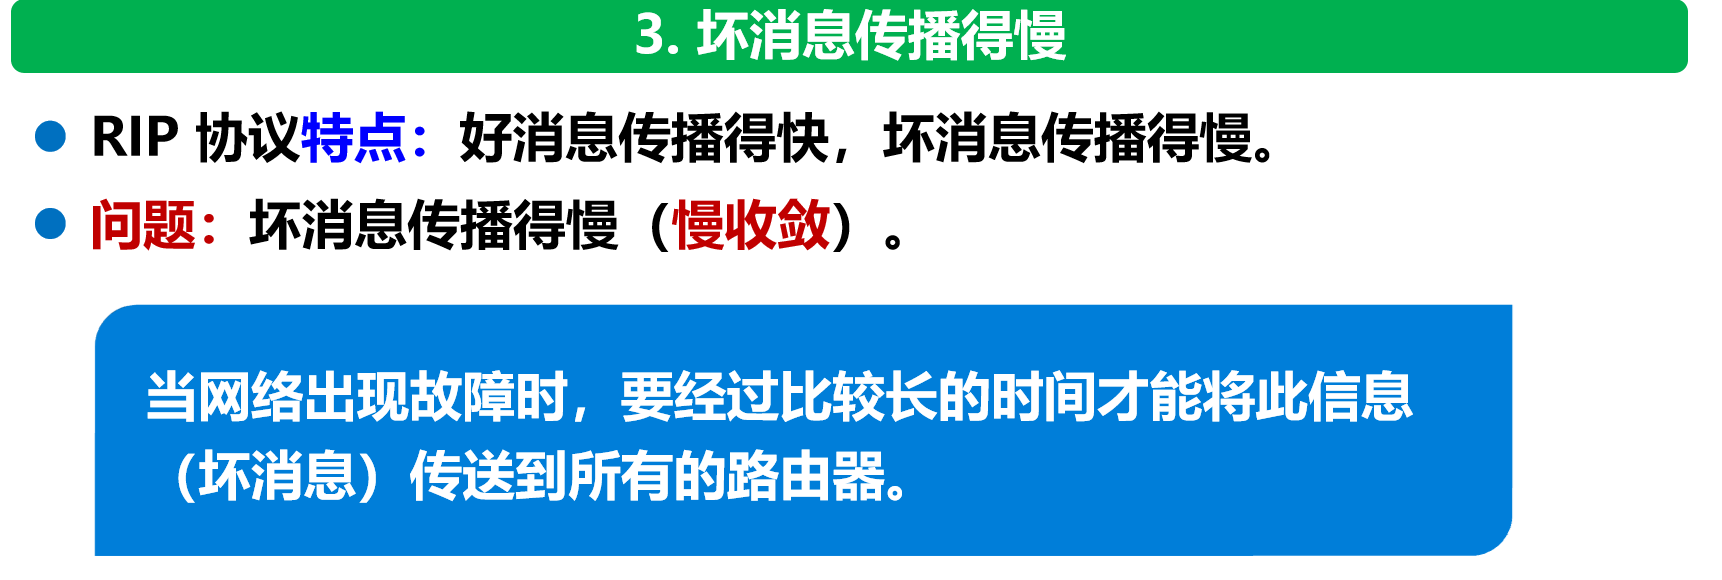 3. 坏消息传播得慢
RIP 协议特点：好消息传播得快，坏消息传播得慢。
问题：坏消息传播得慢（慢收敛）。
当网络出现故障时，要经过比较长的时间才能将此信息
（坏消息）传送到所有的路由器。